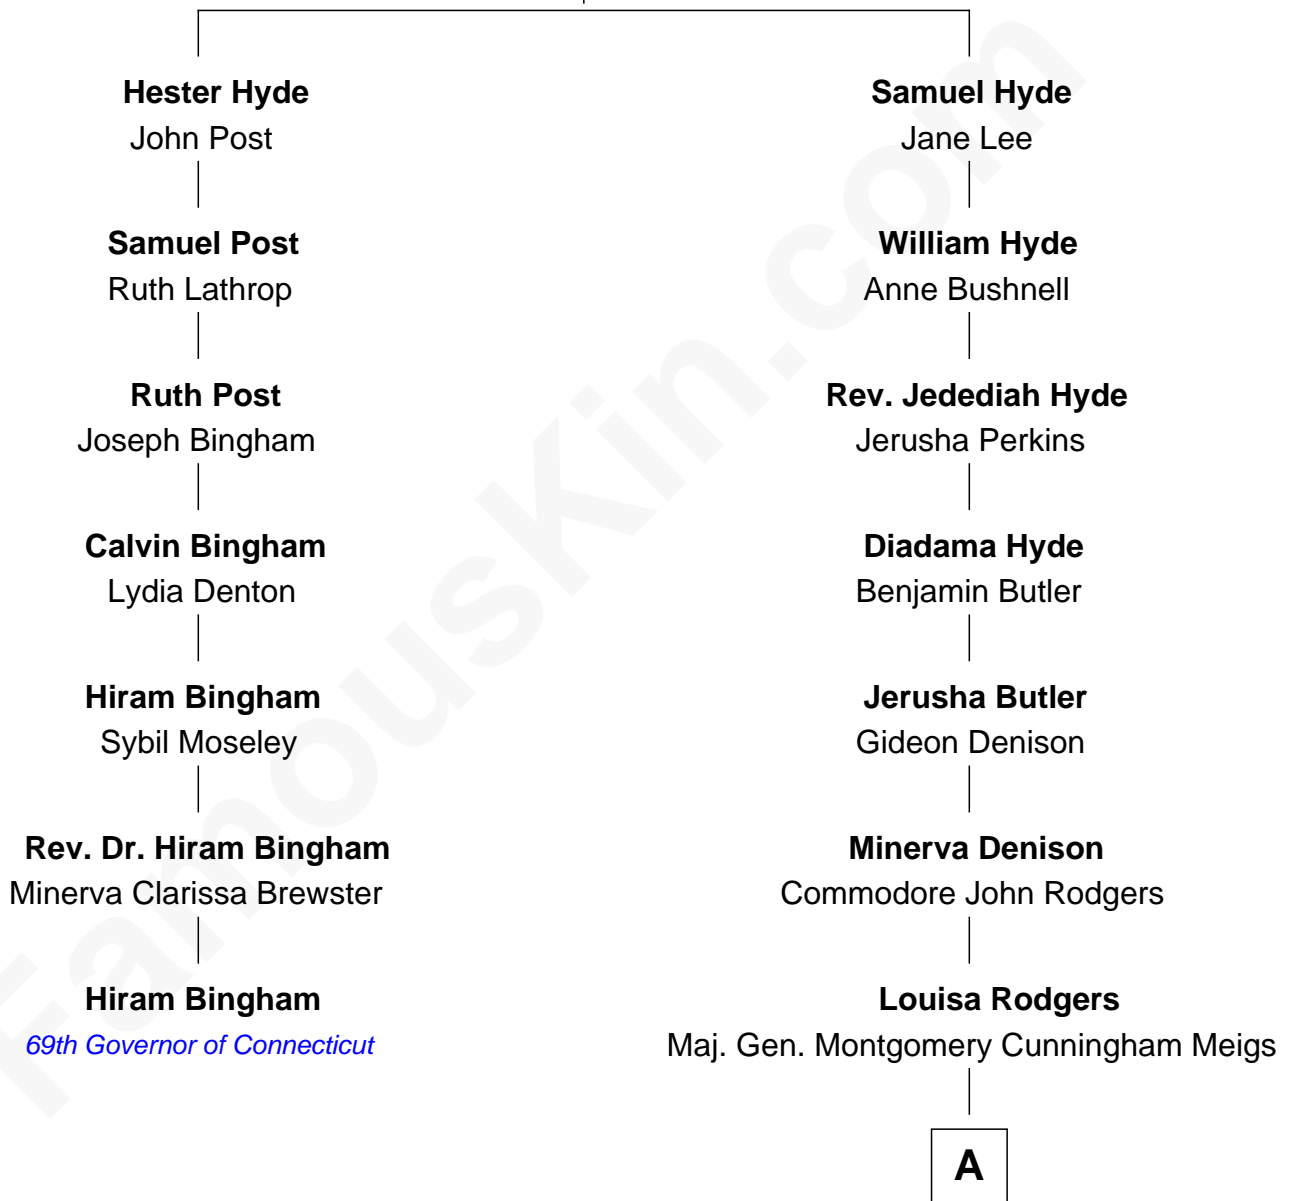 Hester Hyde
John Post
Samuel Hyde
Jane Lee
Samuel Post
Ruth Lathrop
William Hyde
Anne Bushnell
Ruth Post
Joseph Bingham
Rev. Jedediah Hyde
Jerusha Perkins
Calvin Bingham
Lydia Denton
Diadama Hyde
Benjamin Butler
Hiram Bingham
Sybil Moseley
Jerusha Butler
Gideon Denison
Rev. Dr. Hiram Bingham
Minerva Clarissa Brewster
Minerva Denison
Commodore John Rodgers
Hiram Bingham
69th Governor of Connecticut
Louisa Rodgers
Maj. Gen. Montgomery Cunningham Meigs
A
FamousKin.com